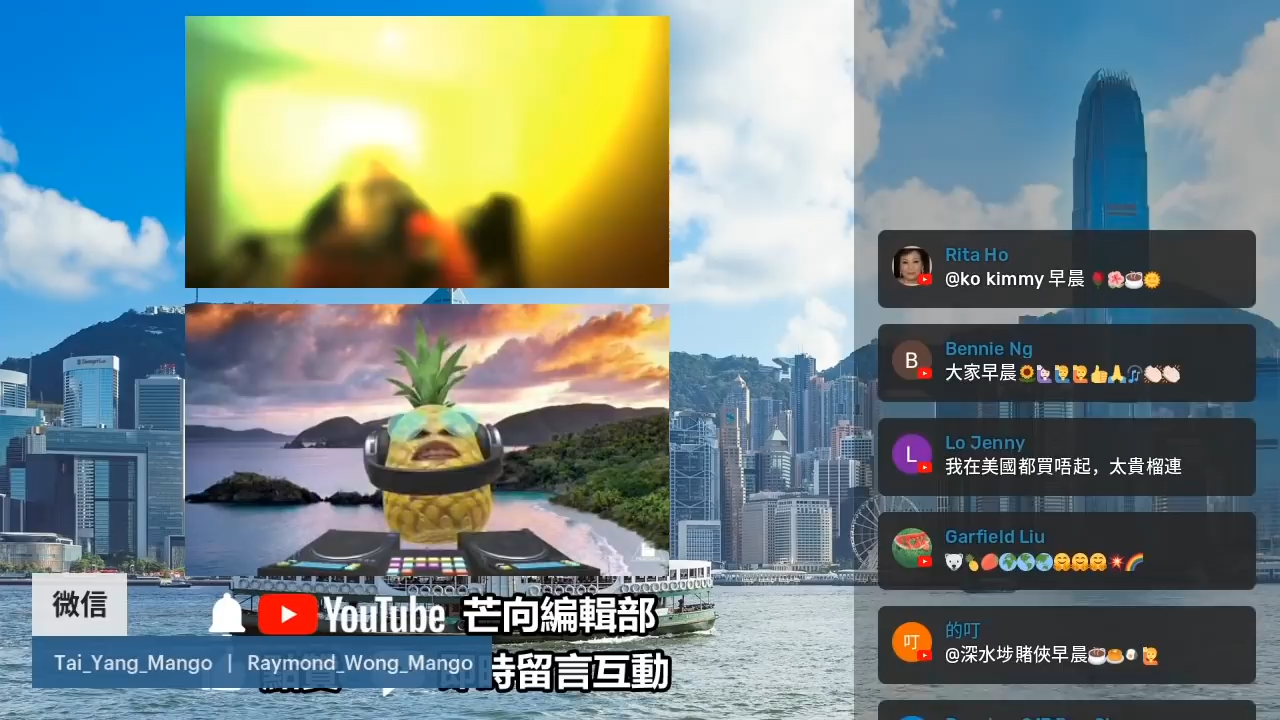 Rita Ho
@ko kimmy 早晨 🌹🌺☕🌞
Bennie Ng
大家早晨🌻🙋🏻‍♀️🙋‍♂️🙋👍🙏🎧👏🏻👏🏻
Lo Jenny
我在美國都買唔起，太貴榴連
Garfield Liu
的叮
@深水埗賭俠早晨
B
L
叮
微信
Tai_Yang_Mango | Raymond_Wong_Mango
YouTube 芒向編輯部
即時留言互動